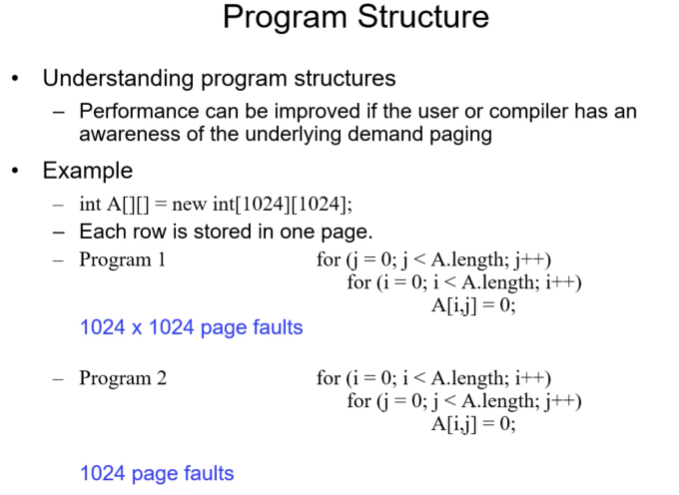 Program Structure
• Understanding program structures
– Performance can be improved if the user or compiler has an
awareness of the underlying demand paging
• Example
– int A[][] = new int[1024][1024];
– Each row is stored in one page.
– Program 1 for (j = 0; j < A.length; j++)
for (i = 0; i < A.length; i++)
A[i,j] = 0;
1024 x 1024 page faults
– Program 2 for (i = 0; i < A.length; i++)
for (j = 0; j < A.length; j++)
A[i,j] = 0;
1024 page faults